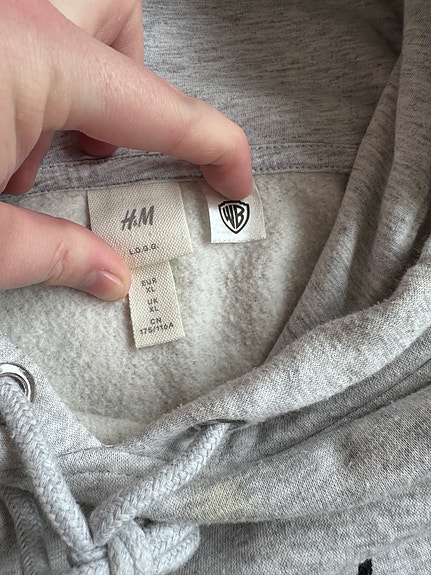 H&M
L.O.G.G.
WB
EUR
XL
UK
XL
CN
175/116A